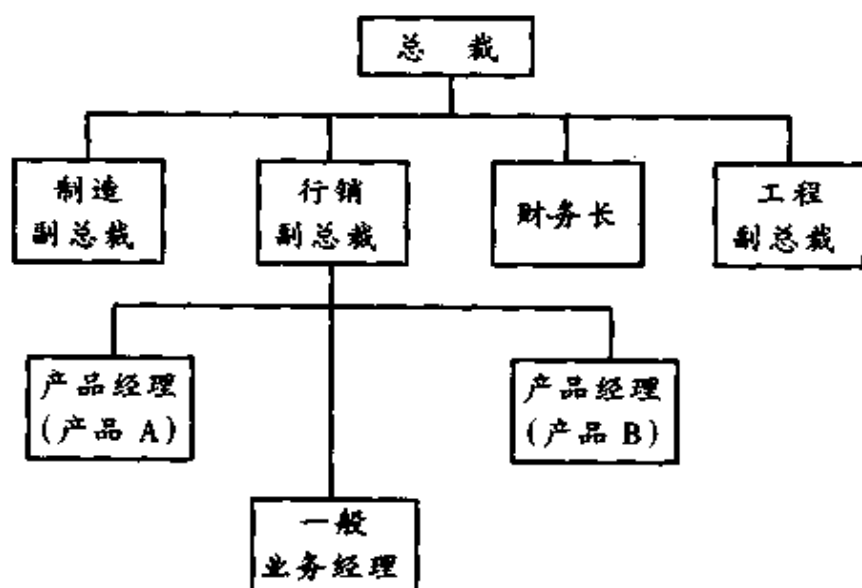 总 裁
制造
副总裁
行销
副总裁
财务长
工程
副总裁
产品经理
(产品 A)
产品经理
(产品 B)
一般
业务经理